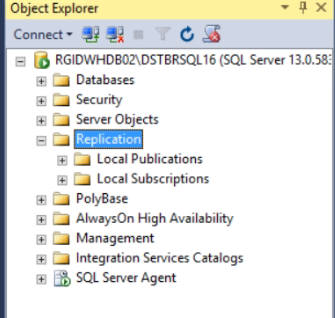 Object Explorer
Connect
RGIDWHDB02\DSTBRSQL16 (SQL Server 13.0.583
Databases
Security
Server Objects
Replication
Local Publications
Local Subscriptions
PolyBase
AlwaysOn High Availability
Management
Integration Services Catalogs
SQL Server Agent